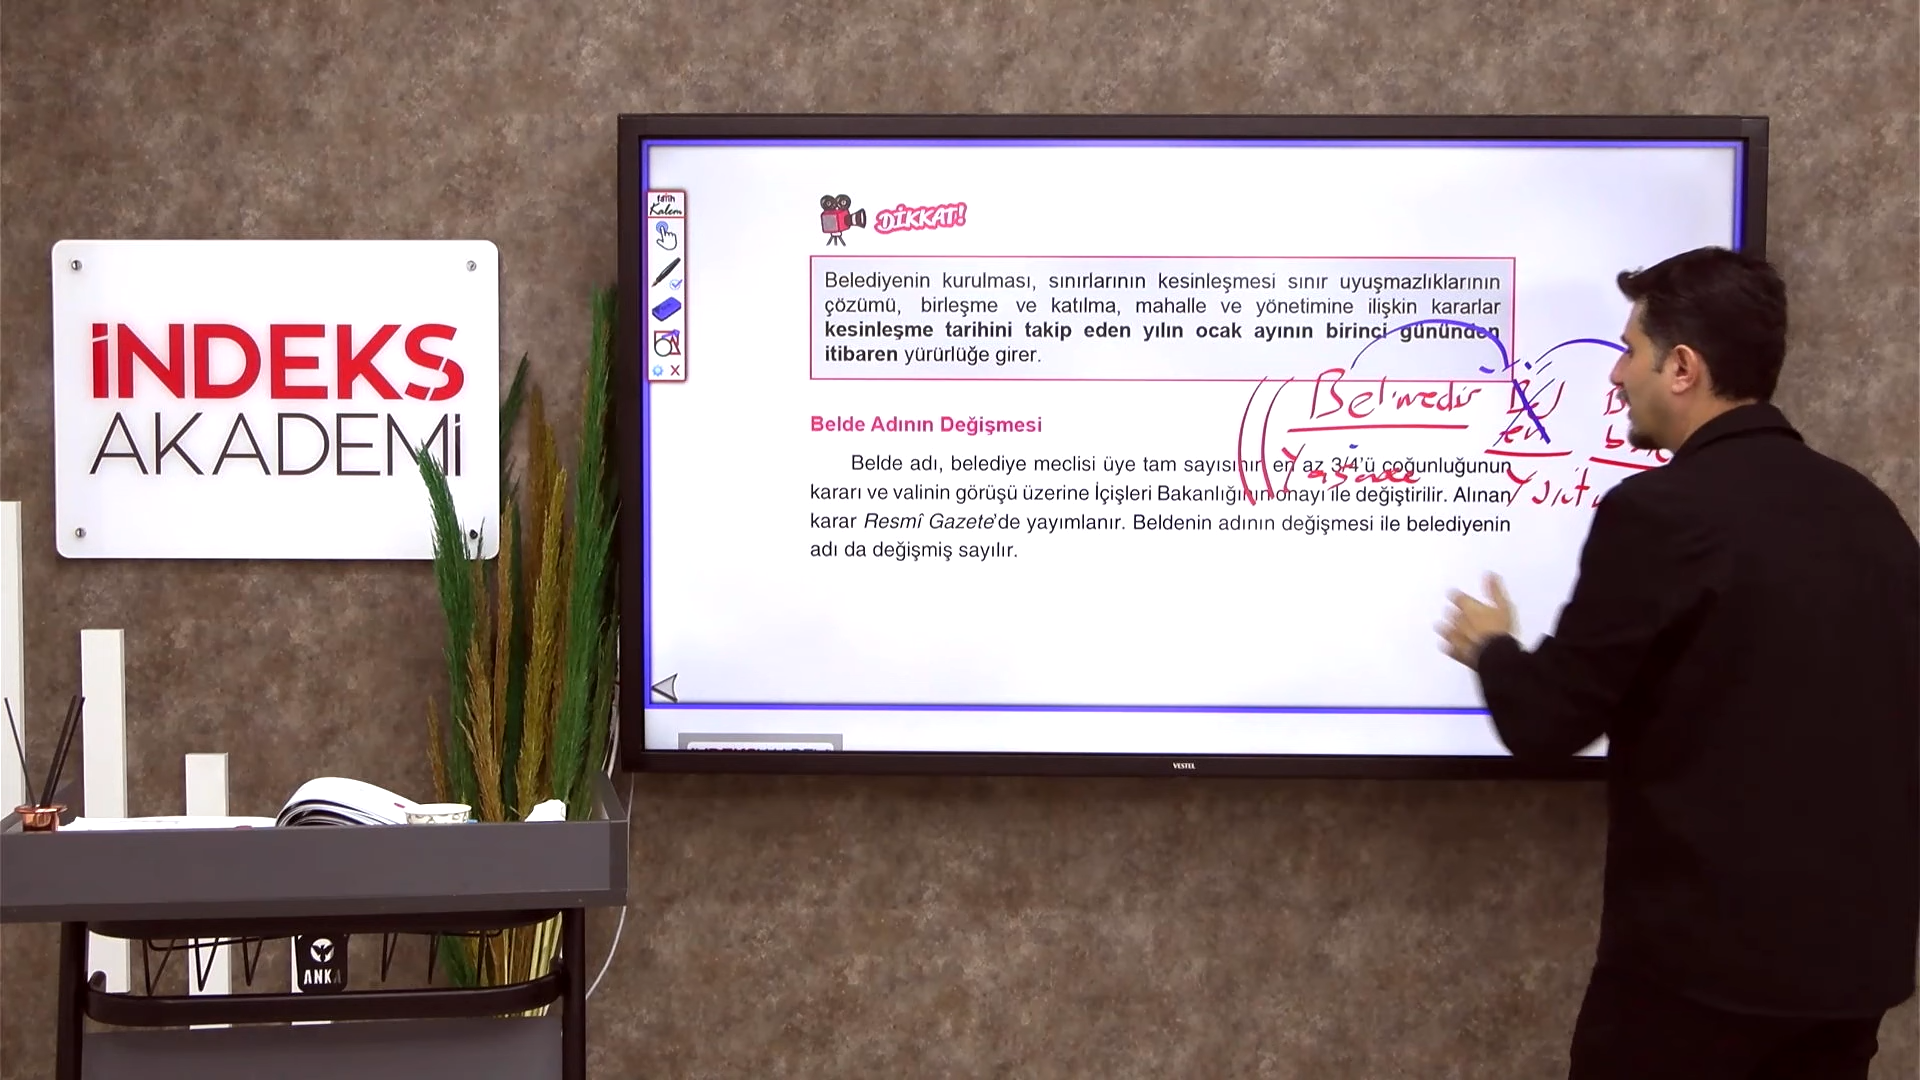 İNDEKS
AKADEMİ
fatih
Kalem
DİKKAT!
Belediyenin kurulması, sınırlarının kesinleşmesi sınır uyuşmazlıklarının
çözümü, birleşme ve katılma, mahalle ve yönetimine ilişkin kararlar
kesinleşme tarihini takip eden yılın ocak ayının birinci gününden
itibaren yürürlüğe girer.
Belde Adının Değişmesi
Belde adı, belediye meclisi üye tam sayısının en az 3/4'ü çoğunluğunun
kararı ve valinin görüşü üzerine İçişleri Bakanlığının onayı ile değiştirilir. Alınan
karar Resmî Gazete'de yayımlanır. Beldenin adının değişmesi ile belediyenin
adı da değişmiş sayılır.
VESTEL
ANKA